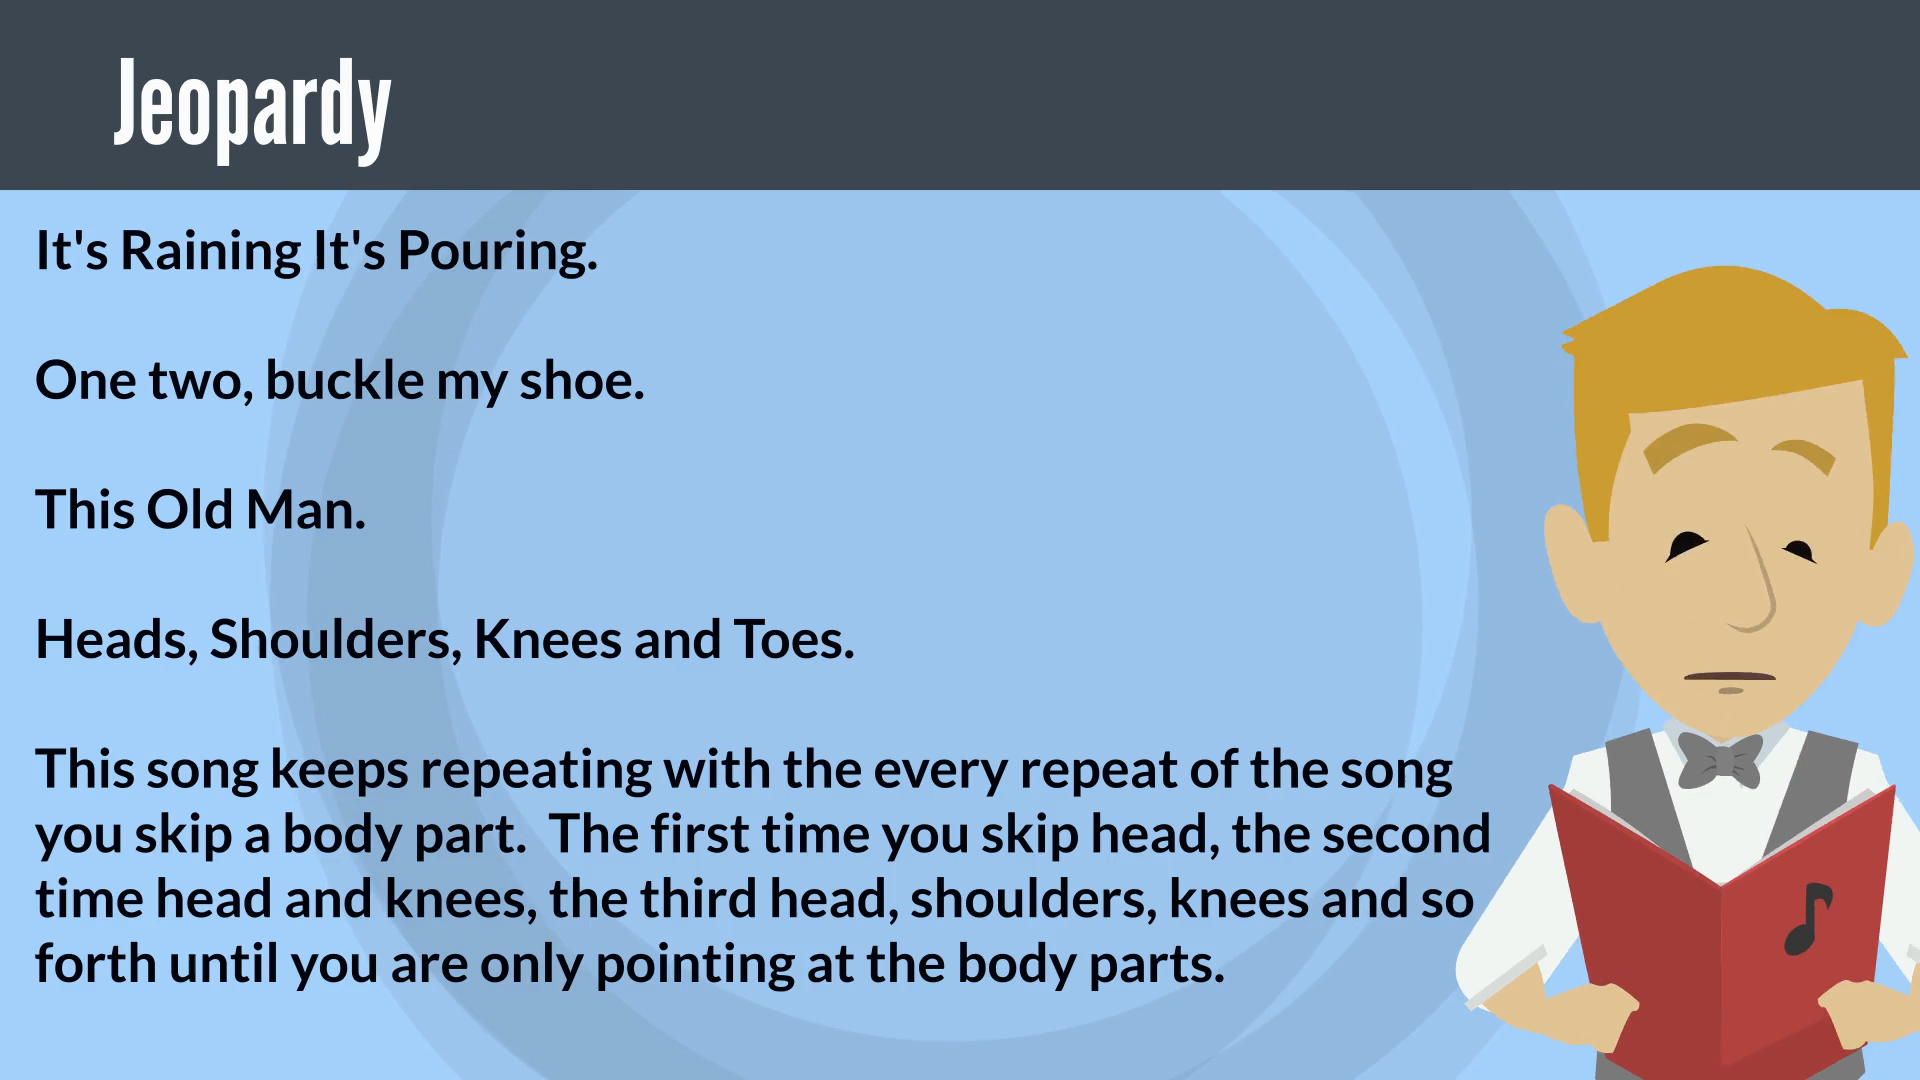 Jeopardy
It's Raining It's Pouring.
One two, buckle my shoe.
This Old Man.
Heads, Shoulders, Knees and Toes.
This song keeps repeating with the every repeat of the song
you skip a body part.  The first time you skip head, the second
time head and knees, the third head, shoulders, knees and so
forth until you are only pointing at the body parts.